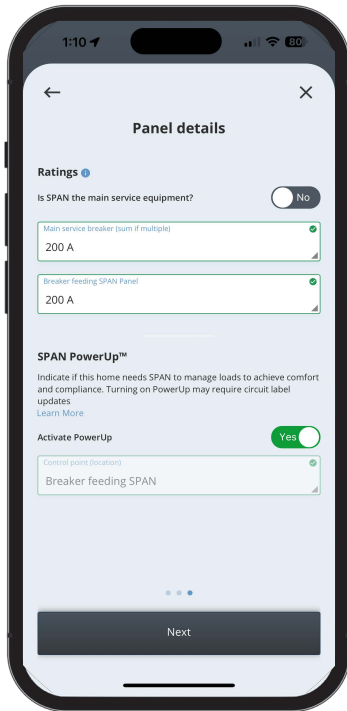 1:10
80
Panel details
Ratings
Is SPAN the main service equipment?
No
Main service breaker (sum if multiple)
200 A
Breaker feeding SPAN Panel
200 A
SPAN PowerUp™
Indicate if this home needs SPAN to manage loads to achieve comfort
and compliance. Turning on PowerUp may require circuit label
updates
Learn More
Activate PowerUp
Yes
Control point (location)
Breaker feeding SPAN
Next